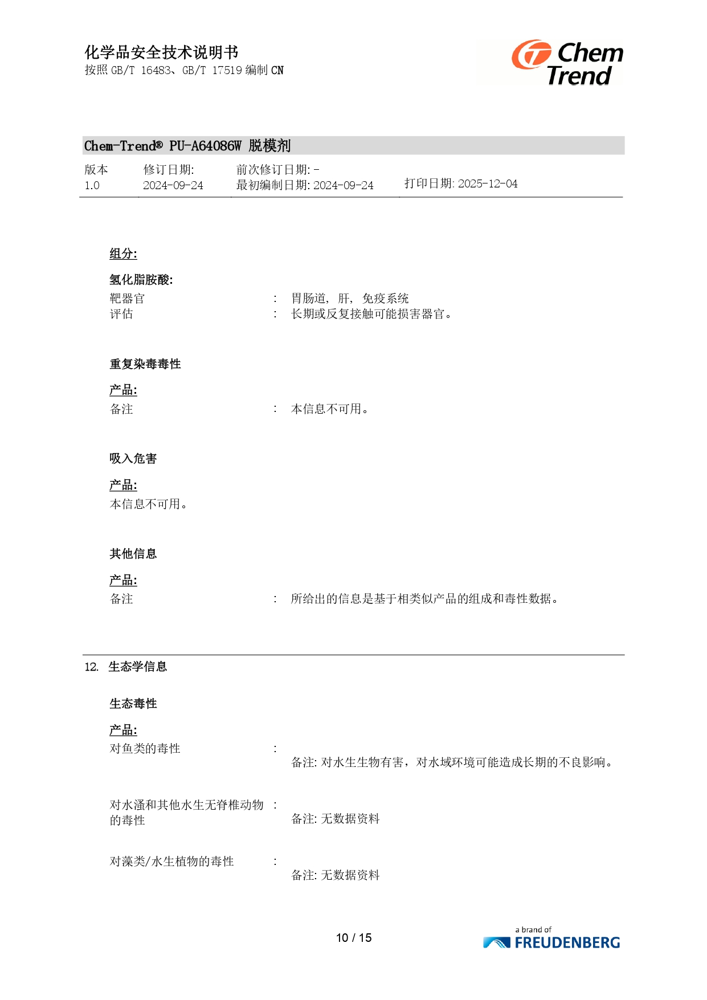 化学品安全技术说明书
按照 GB/T 16483、GB/T 17519 编制 CN
Chem
Trend
Chem-Trend® PU-A64086W 脱模剂
版本 修订日期: 前次修订日期: -
1.0 2024-09-24 最初编制日期: 2024-09-24 打印日期: 2025-12-04
组分:
氢化脂胺酸:
靶器官 : 胃肠道, 肝, 免疫系统
评估 : 长期或反复接触可能损害器官。
重复染毒毒性
产品:
备注 : 本信息不可用。
吸入危害
产品:
本信息不可用。
其他信息
产品:
备注 : 所给出的信息是基于相类似产品的组成和毒性数据。
12. 生态学信息
生态毒性
产品:
对鱼类的毒性 :
备注: 对水生生物有害，对水域环境可能造成长期的不良影响。
对水溞和其他水生无脊椎动物 :
的毒性 备注: 无数据资料
对藻类/水生植物的毒性 :
备注: 无数据资料
10 / 15
a brand of
FREUDENBERG